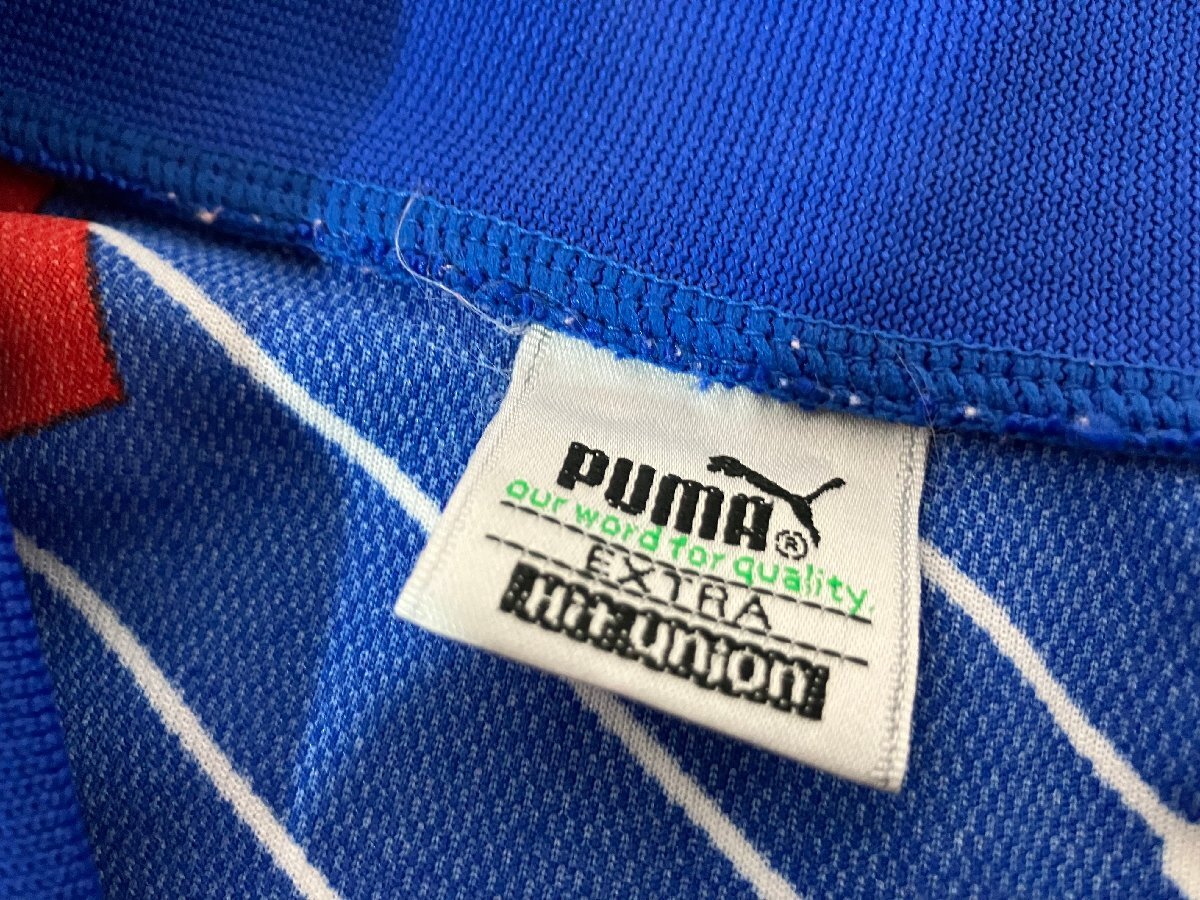 PUMA®
our word for quality.
EXTRA
Hit union